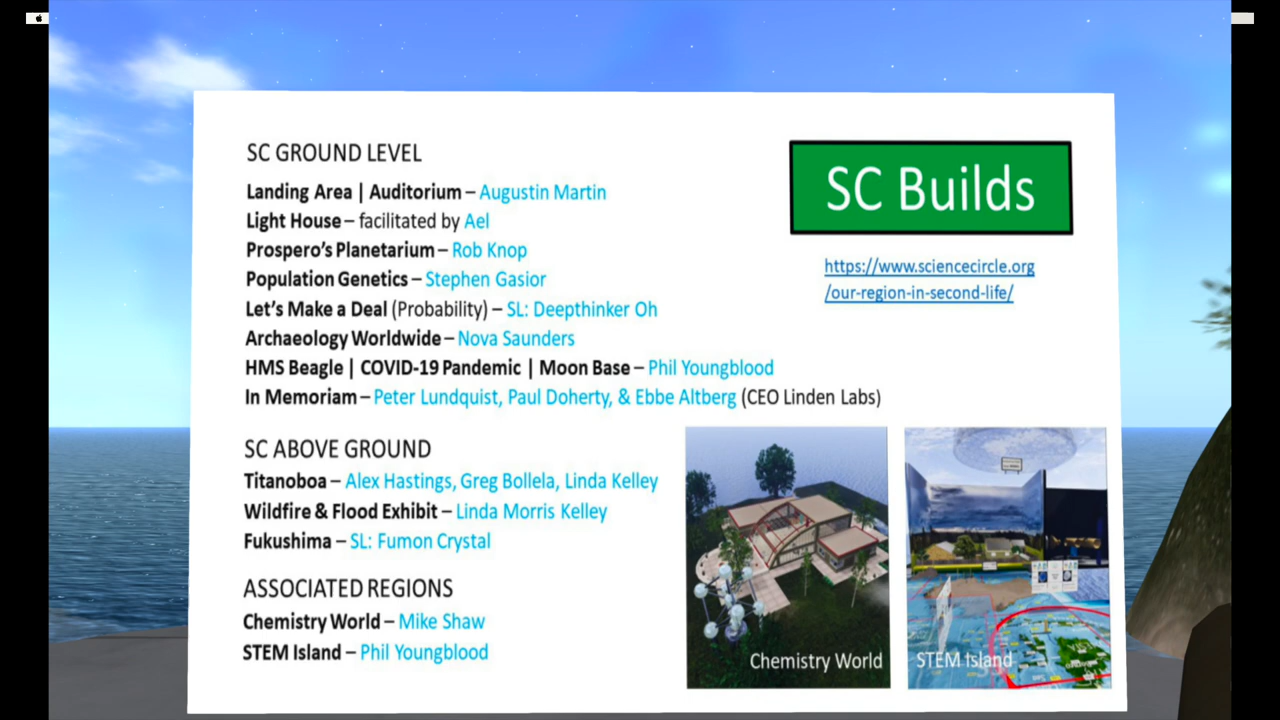 SC GROUND LEVEL
Landing Area | Auditorium – Augustin Martin
Light House – facilitated by Ael
Prospero's Planetarium – Rob Knop
Population Genetics – Stephen Gasior
Let's Make a Deal (Probability) – SL: Deepthinker Oh
Archaeology Worldwide – Nova Saunders
HMS Beagle | COVID-19 Pandemic | Moon Base – Phil Youngblood
In Memoriam – Peter Lundquist, Paul Doherty, & Ebbe Altberg (CEO Linden Labs)
SC ABOVE GROUND
Titanoboa – Alex Hastings, Greg Bollela, Linda Kelley
Wildfire & Flood Exhibit – Linda Morris Kelley
Fukushima – SL: Fumon Crystal
ASSOCIATED REGIONS
Chemistry World – Mike Shaw
STEM Island – Phil Youngblood
SC Builds
https://www.sciencecircle.org
/our-region-in-second-life/
Chemistry World
STEM Island